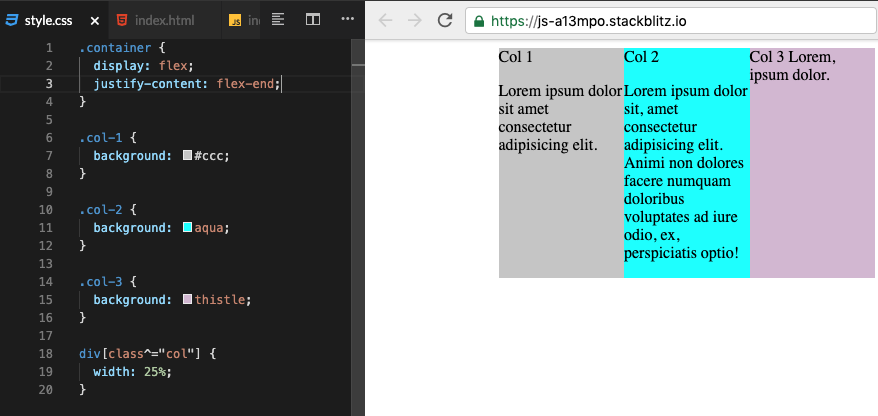 style.css × index.html
https://js-a13mpo.stackblitz.io
1 .container {
2 display: flex;
3 justify-content: flex-end;
4 }
5
6 .col-1 {
7 background: #ccc;
8 }
9
10 .col-2 {
11 background: aqua;
12 }
13
14 .col-3 {
15 background: thistle;
16 }
17
18 div[class^="col"] {
19 width: 25%;
20 }
Col 1
Lorem ipsum dolor
sit amet
consectetur
adipisicing elit.
Col 2
Lorem ipsum dolor
sit, amet
consectetur
adipisicing elit.
Animi non dolores
facere numquam
doloribus
voluptates ad iure
odio, ex,
perspiciatis optio!
Col 3 Lorem,
ipsum dolor.